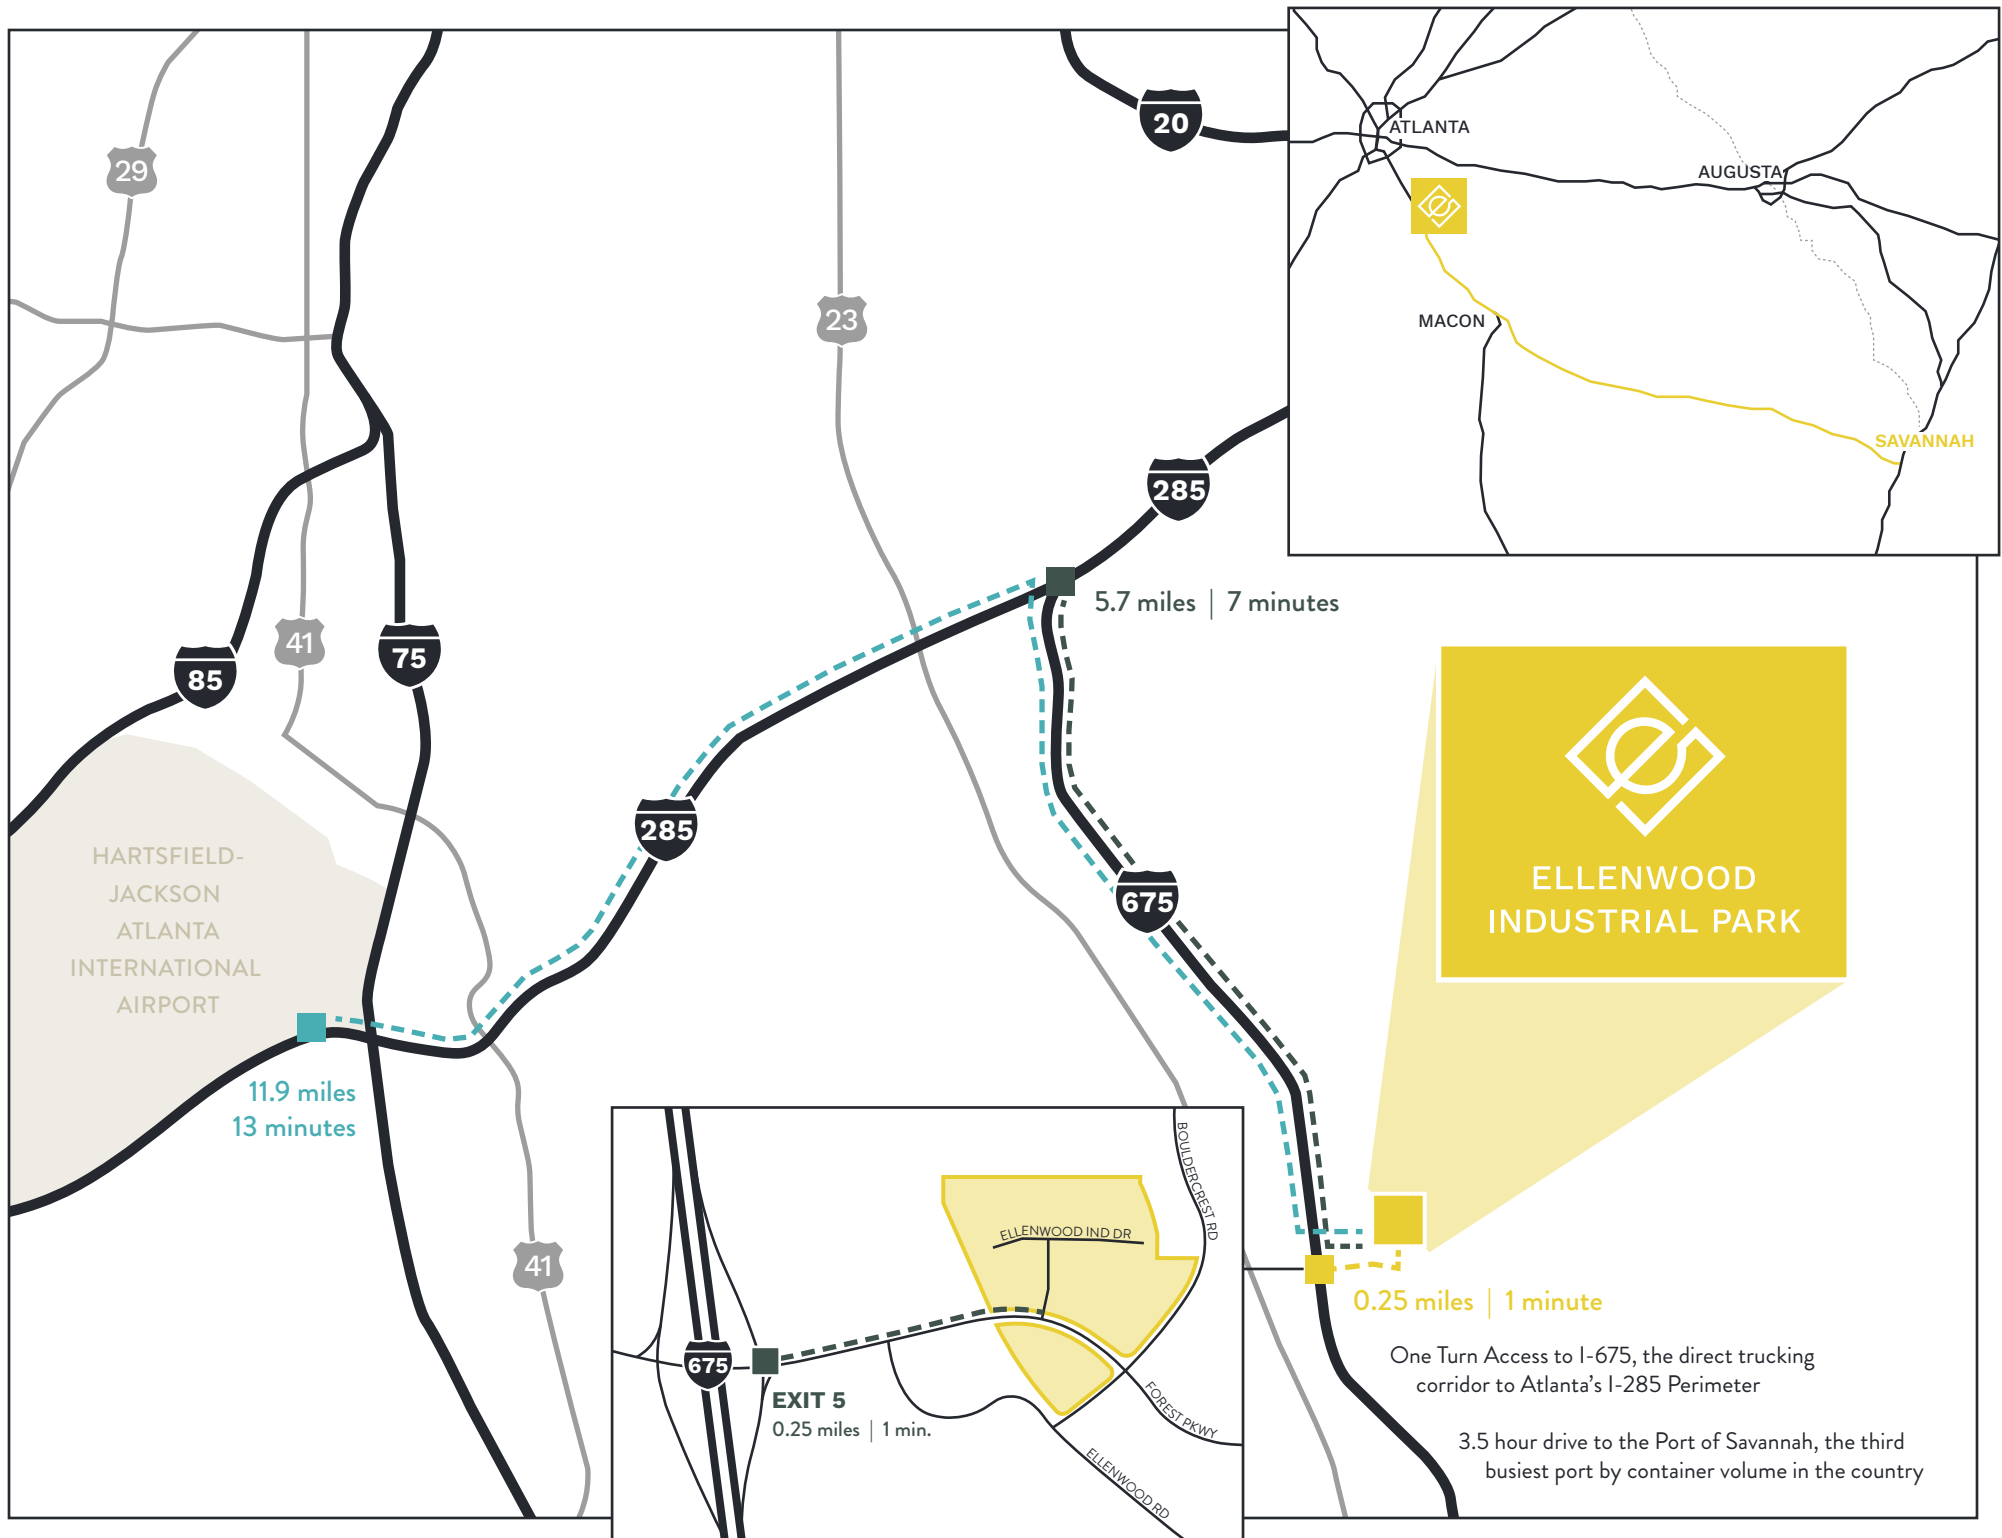 29
20
23
ATLANTA
AUGUSTA
MACON
SAVANNAH
285
5.7 miles | 7 minutes
41
75
85
285
675
HARTSFIELD-
JACKSON
ATLANTA
INTERNATIONAL
AIRPORT
11.9 miles
13 minutes
ELLENWOOD
INDUSTRIAL PARK
41
BOULDERCREST RD
ELLENWOOD IND DR
675
EXIT 5
0.25 miles | 1 min.
FOREST PKWY
ELLENWOOD RD
0.25 miles | 1 minute
One Turn Access to I-675, the direct trucking
corridor to Atlanta’s I-285 Perimeter
3.5 hour drive to the Port of Savannah, the third
busiest port by container volume in the country